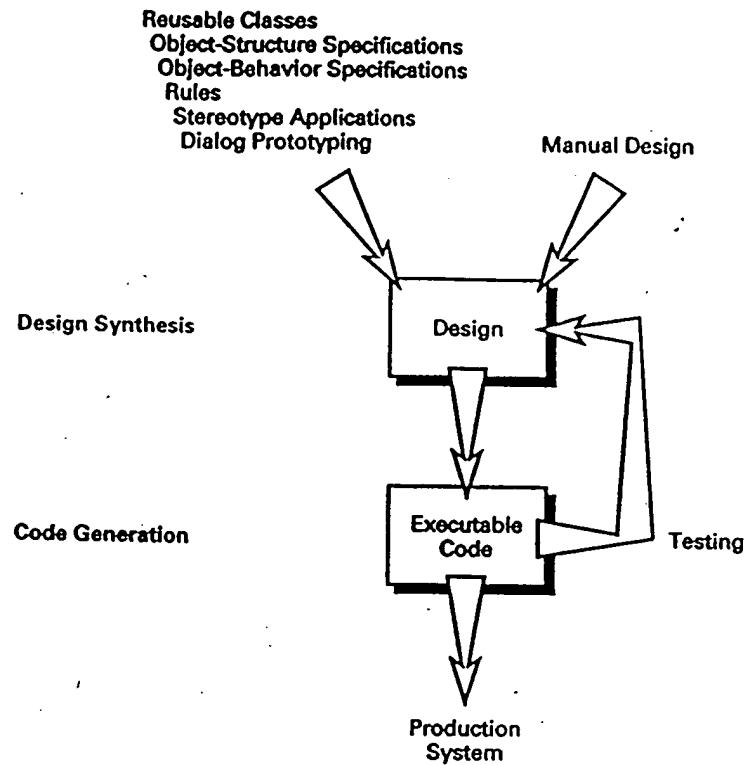 Reusable Classes
Object-Structure Specifications
Object-Behavior Specifications
Rules
Stereotype Applications
Dialog Prototyping
Manual Design
Design Synthesis
Design
Code Generation
Executable
Code
Testing
Production
System